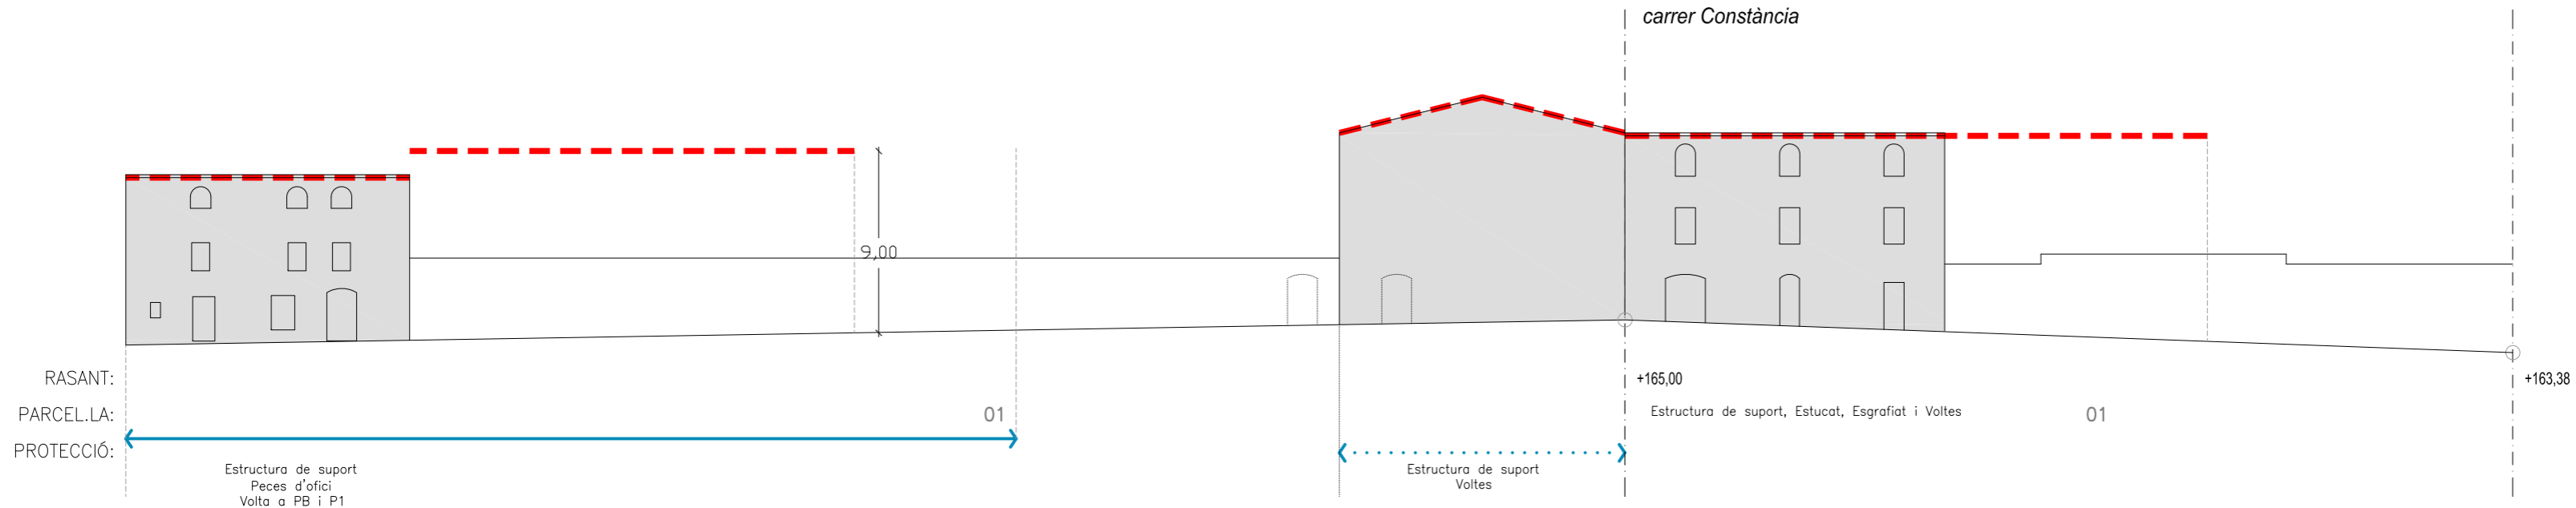 carrer Constància
9,00
RASANT:
+165,00
+163,38
PARCEL.LA:
01
Estructura de suport, Estucat, Esgrafiat i Voltes
01
PROTECCIÓ:
Estructura de suport
Peces d'ofici
Volta a PB i P1
Estructura de suport
Voltes